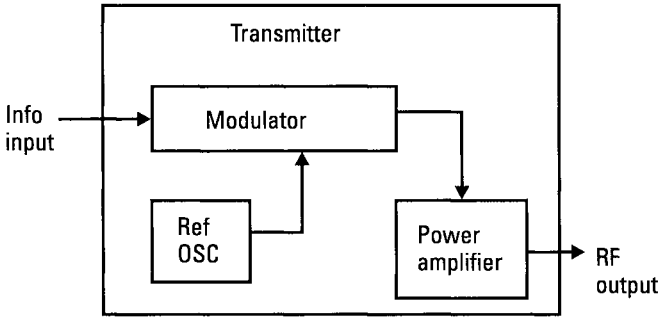 Transmitter
Info
input
Modulator
Ref
OSC
Power
amplifier
RF
output